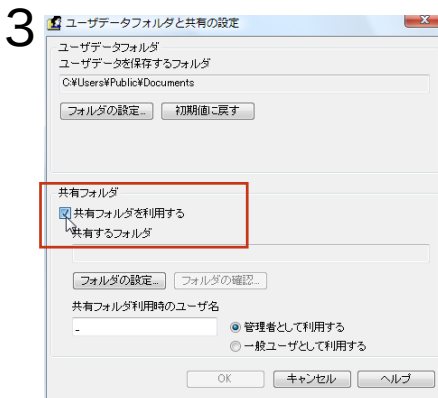 3
ユーザデータフォルダと共有の設定
ユーザデータフォルダ
ユーザデータを保存するフォルダ
C:¥Users¥Public¥Documents
フォルダの設定... 初期値に戻す
共有フォルダ
共有フォルダを利用する
共有するフォルダ
フォルダの設定... フォルダの確認...
共有フォルダ利用時のユーザ名
-
管理者として利用する
一般ユーザとして利用する
OK キャンセル ヘルプ